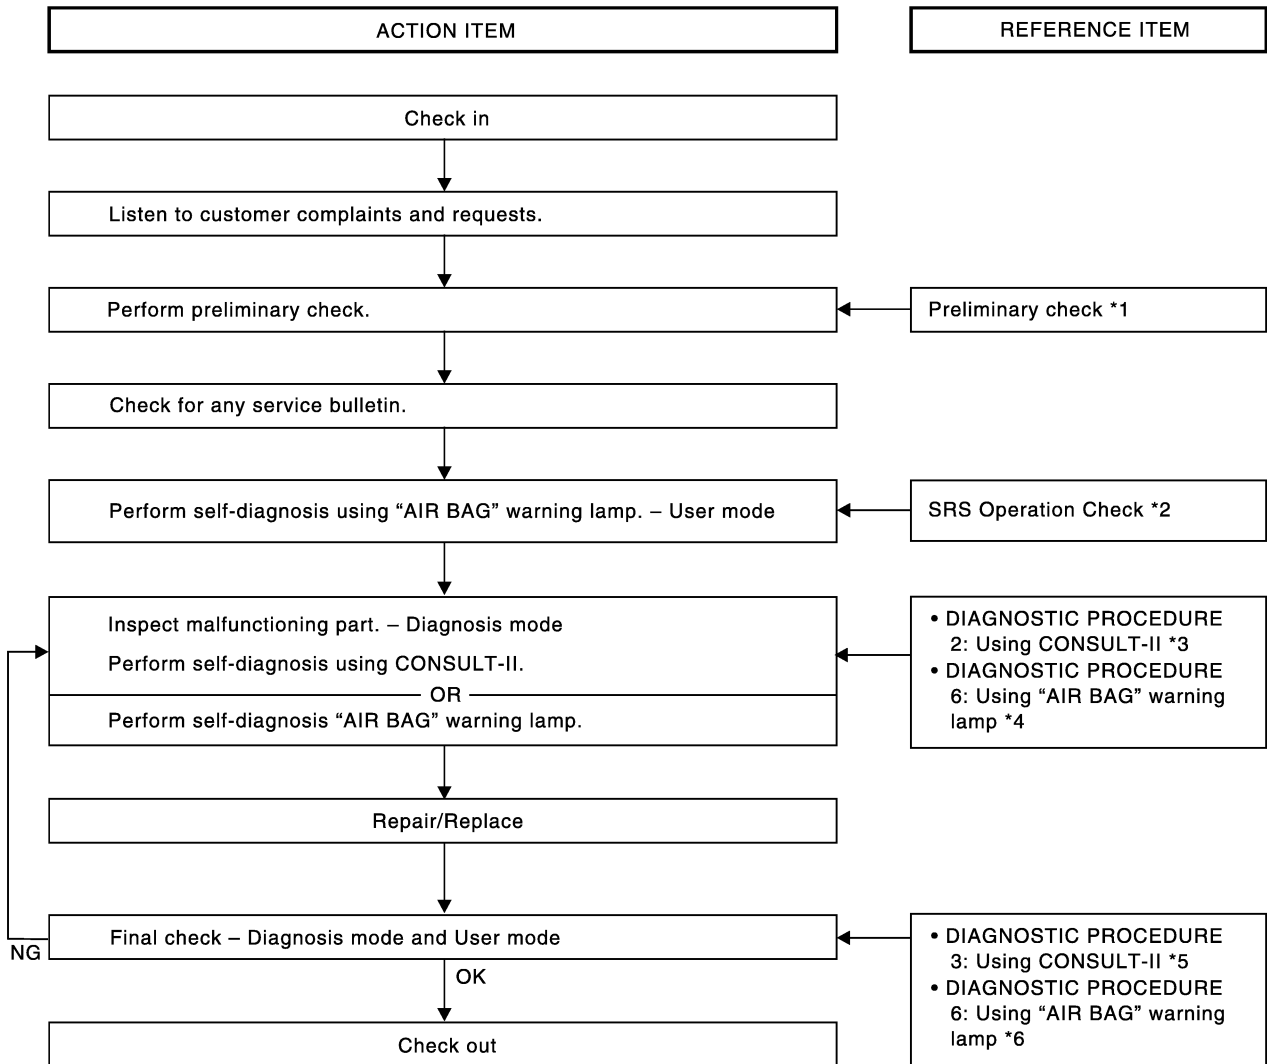 ACTION ITEM
REFERENCE ITEM
Check in
Listen to customer complaints and requests.
Perform preliminary check.
Preliminary check *1
Check for any service bulletin.
Perform self-diagnosis using “AIR BAG” warning lamp. – User mode
SRS Operation Check *2
Inspect malfunctioning part. – Diagnosis mode
Perform self-diagnosis using CONSULT-II.
OR
Perform self-diagnosis “AIR BAG” warning lamp.
• DIAGNOSTIC PROCEDURE
2: Using CONSULT-II *3
• DIAGNOSTIC PROCEDURE
6: Using “AIR BAG” warning
lamp *4
Repair/Replace
Final check – Diagnosis mode and User mode
NG
OK
• DIAGNOSTIC PROCEDURE
3: Using CONSULT-II *5
• DIAGNOSTIC PROCEDURE
6: Using “AIR BAG” warning
lamp *6
Check out